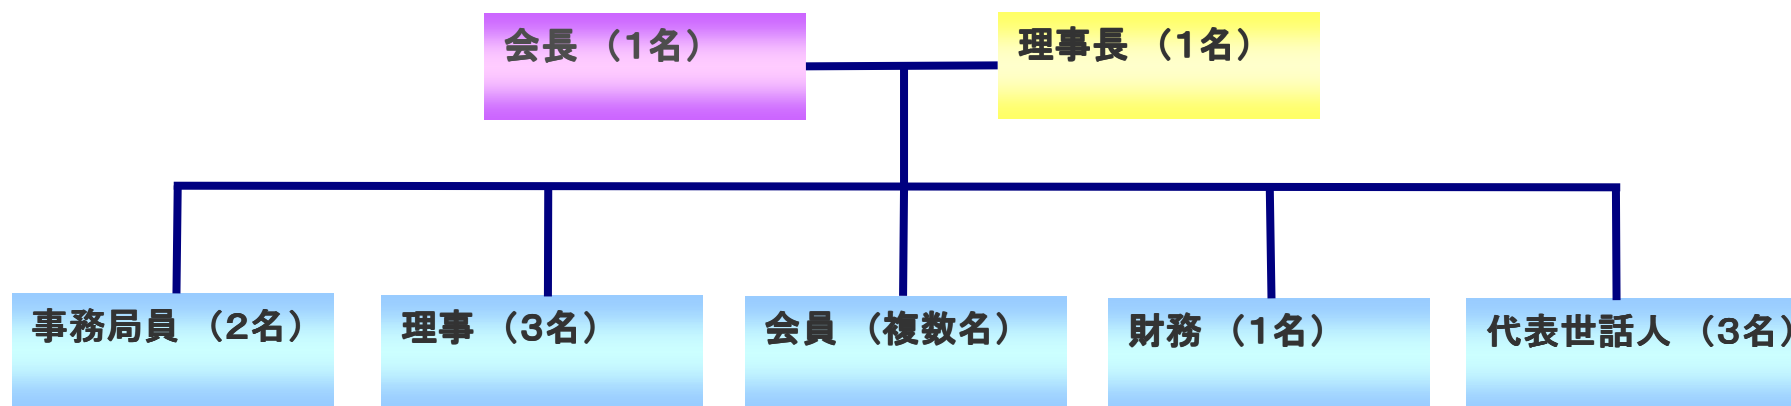 会長 （1名）
理事長 （1名）
事務局員 （2名）
理事 （3名）
会員 （複数名）
財務 （1名）
代表世話人 （3名）